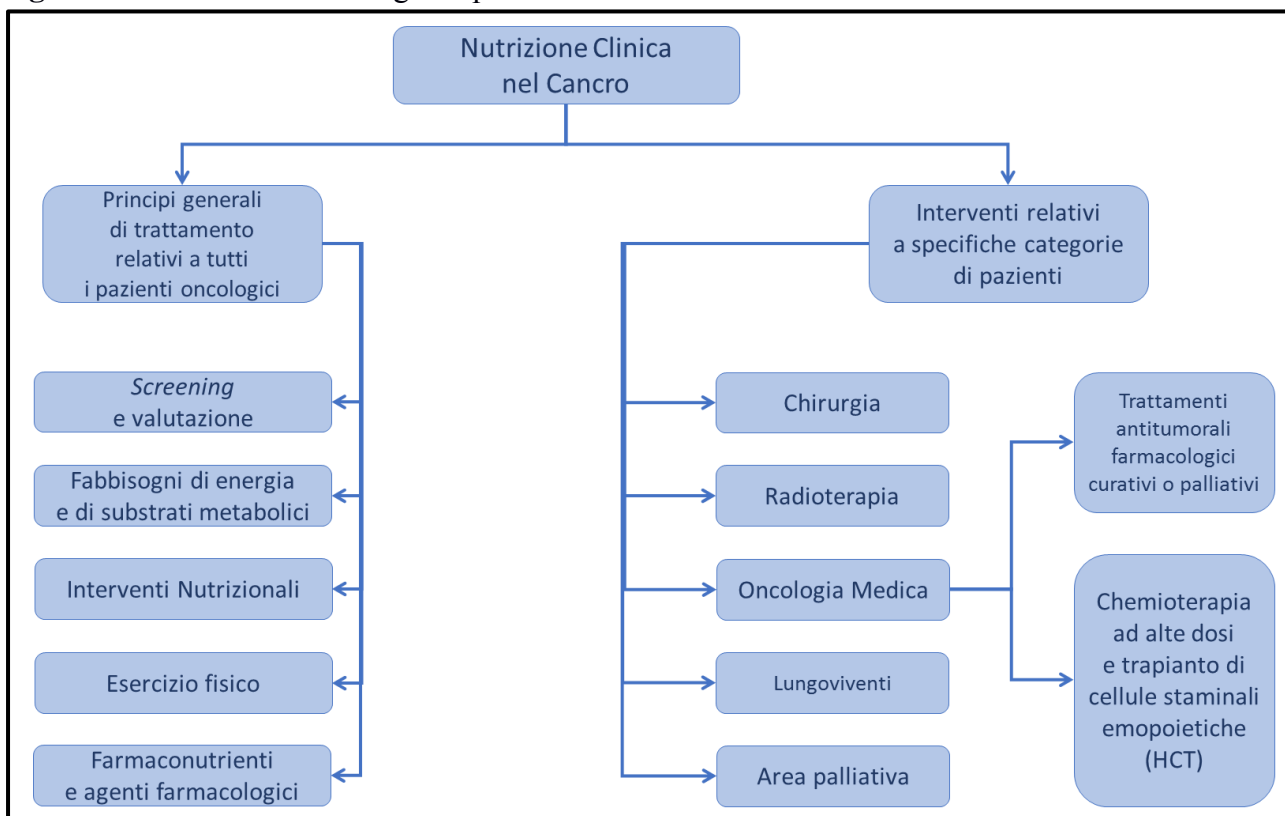 Nutrizione Clinica
nel Cancro
Principi generali
di trattamento
relativi a tutti
i pazienti oncologici
Interventi relativi
a specifiche categorie
di pazienti
Screening
e valutazione
Fabbisogni di energia
e di substrati metabolici
Interventi Nutrizionali
Esercizio fisico
Farmaconutrienti
e agenti farmacologici
Chirurgia
Radioterapia
Oncologia Medica
Lungoviventi
Area palliativa
Trattamenti
antitumorali
farmacologici
curativi o palliativi
Chemioterapia
ad alte dosi
e trapianto di
cellule staminali
emopoietiche
(HCT)